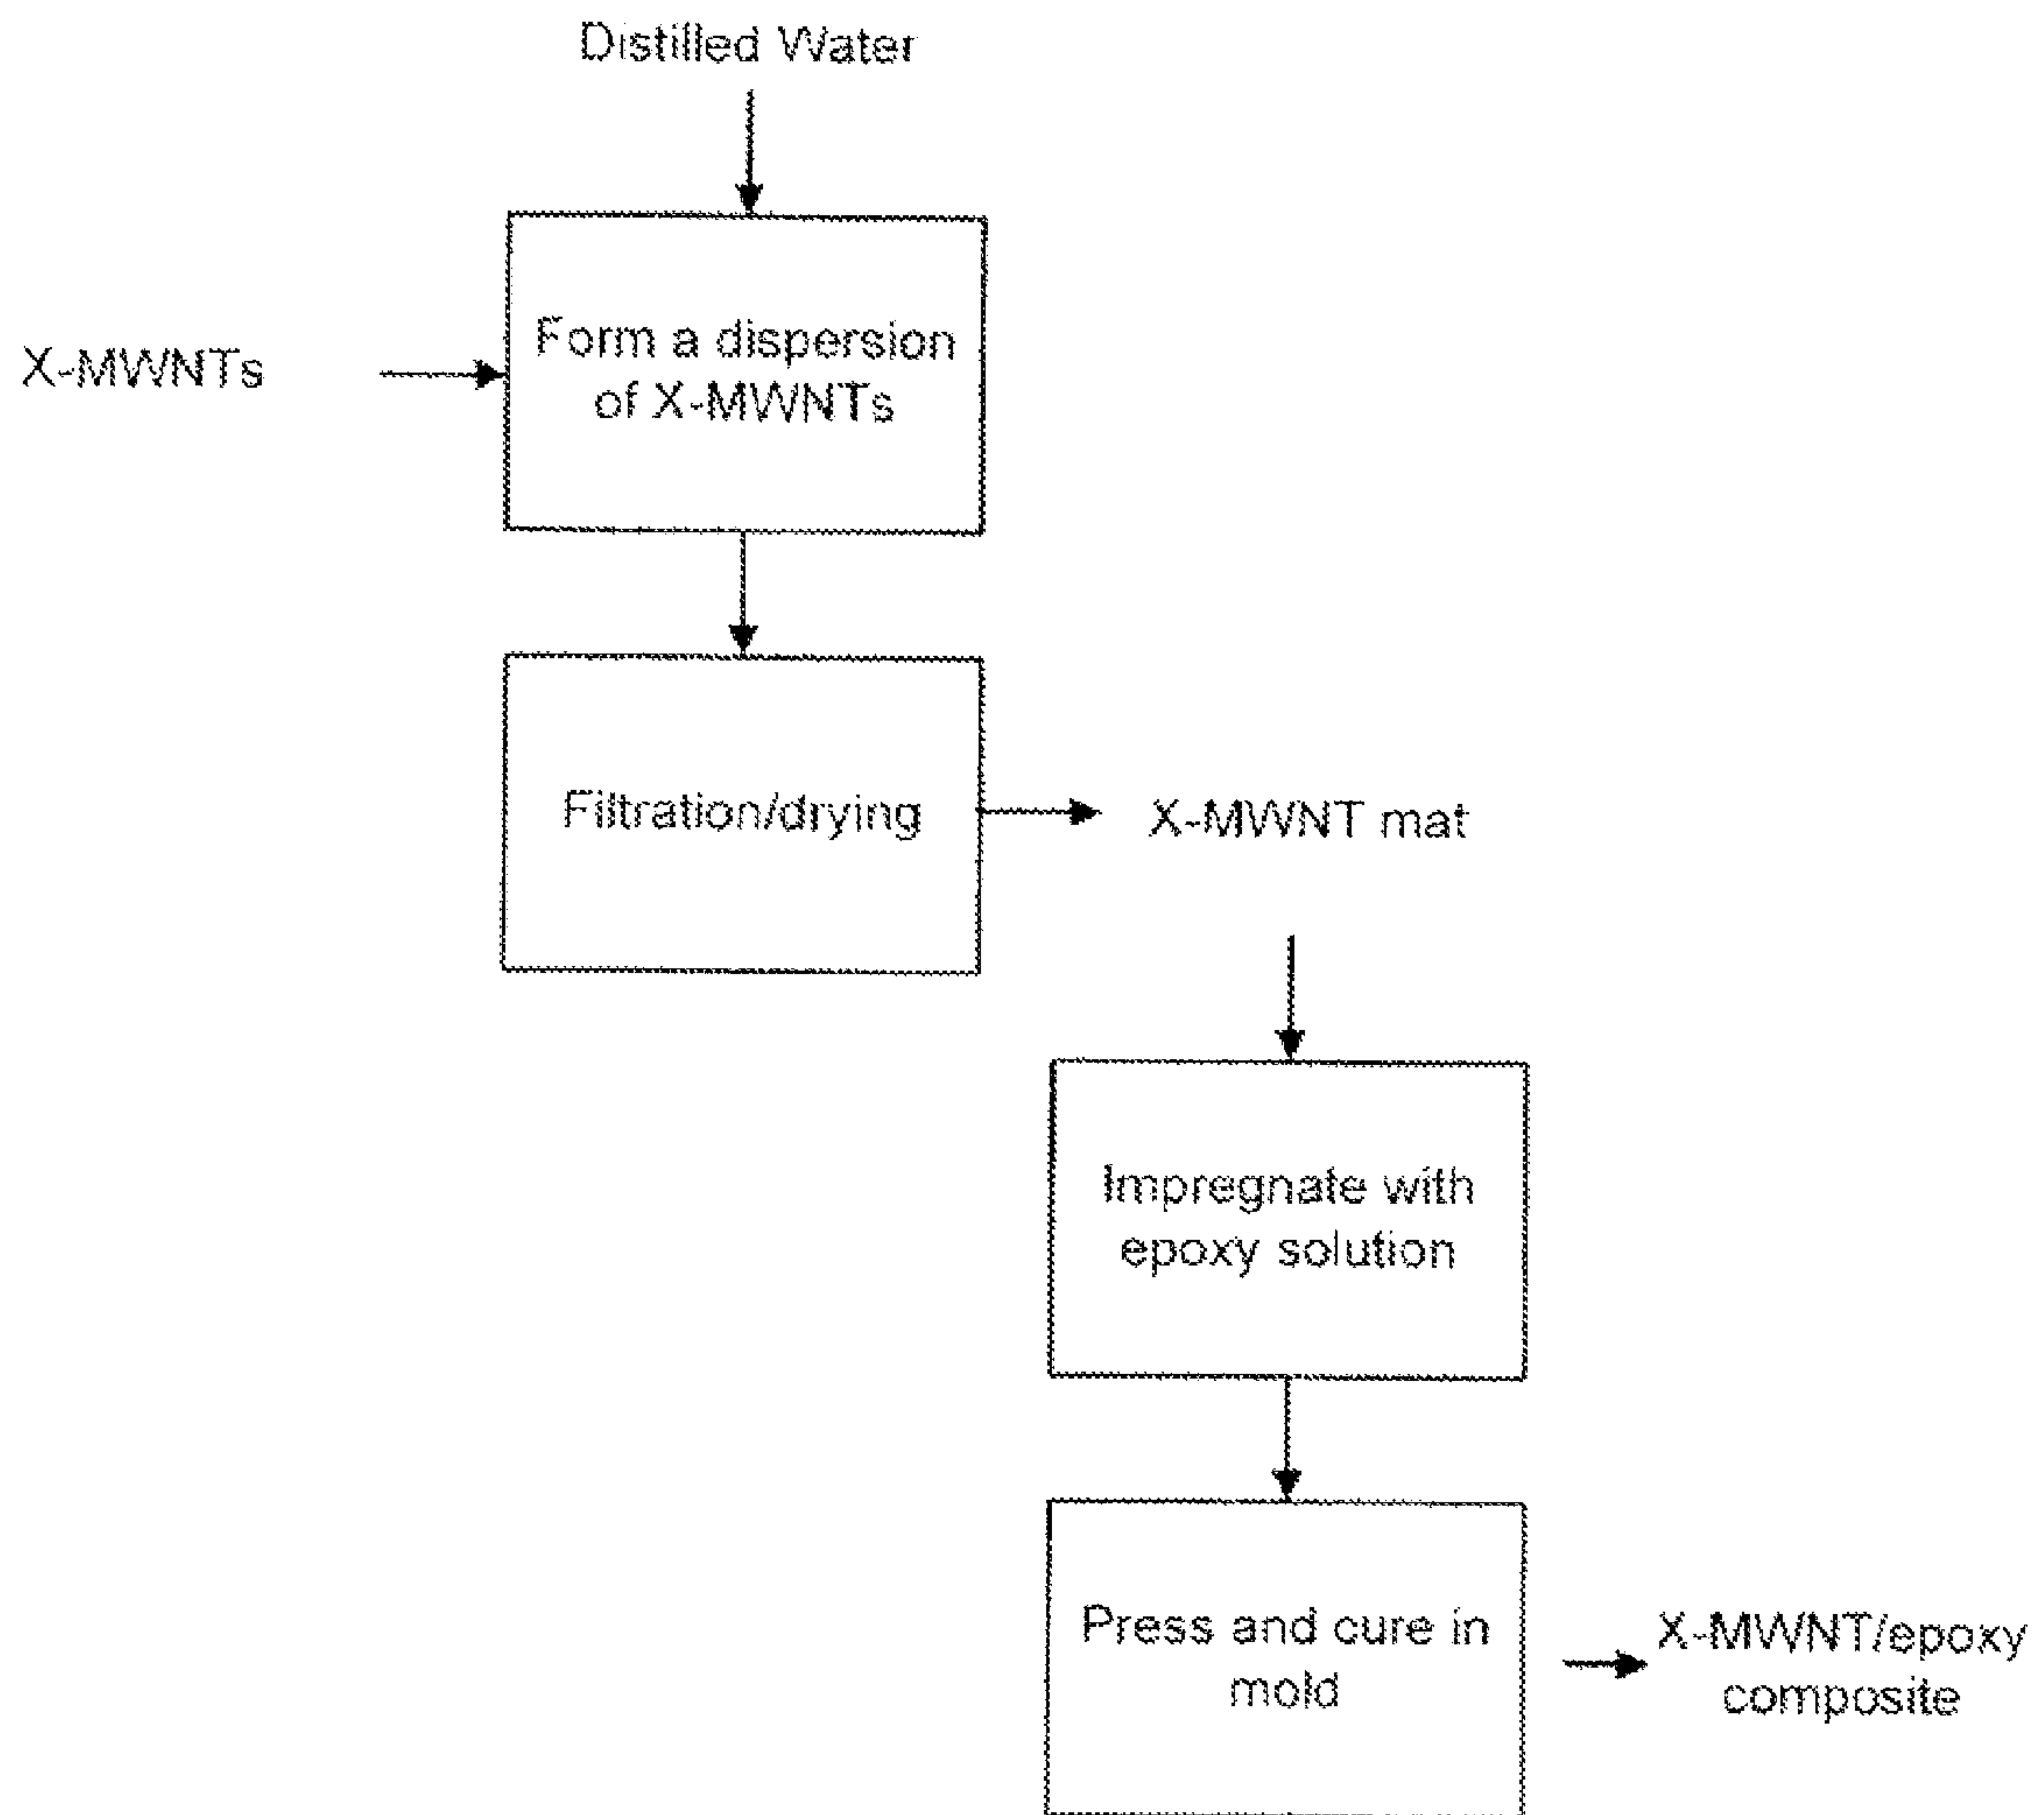 Distilled Water
X-MWNTs
Form a dispersion
of X-MWNTs
Filtration/drying
X-MWNT mat
Impregnate with
epoxy solution
Press and cure in
mold
X-MWNT/epoxy
composite